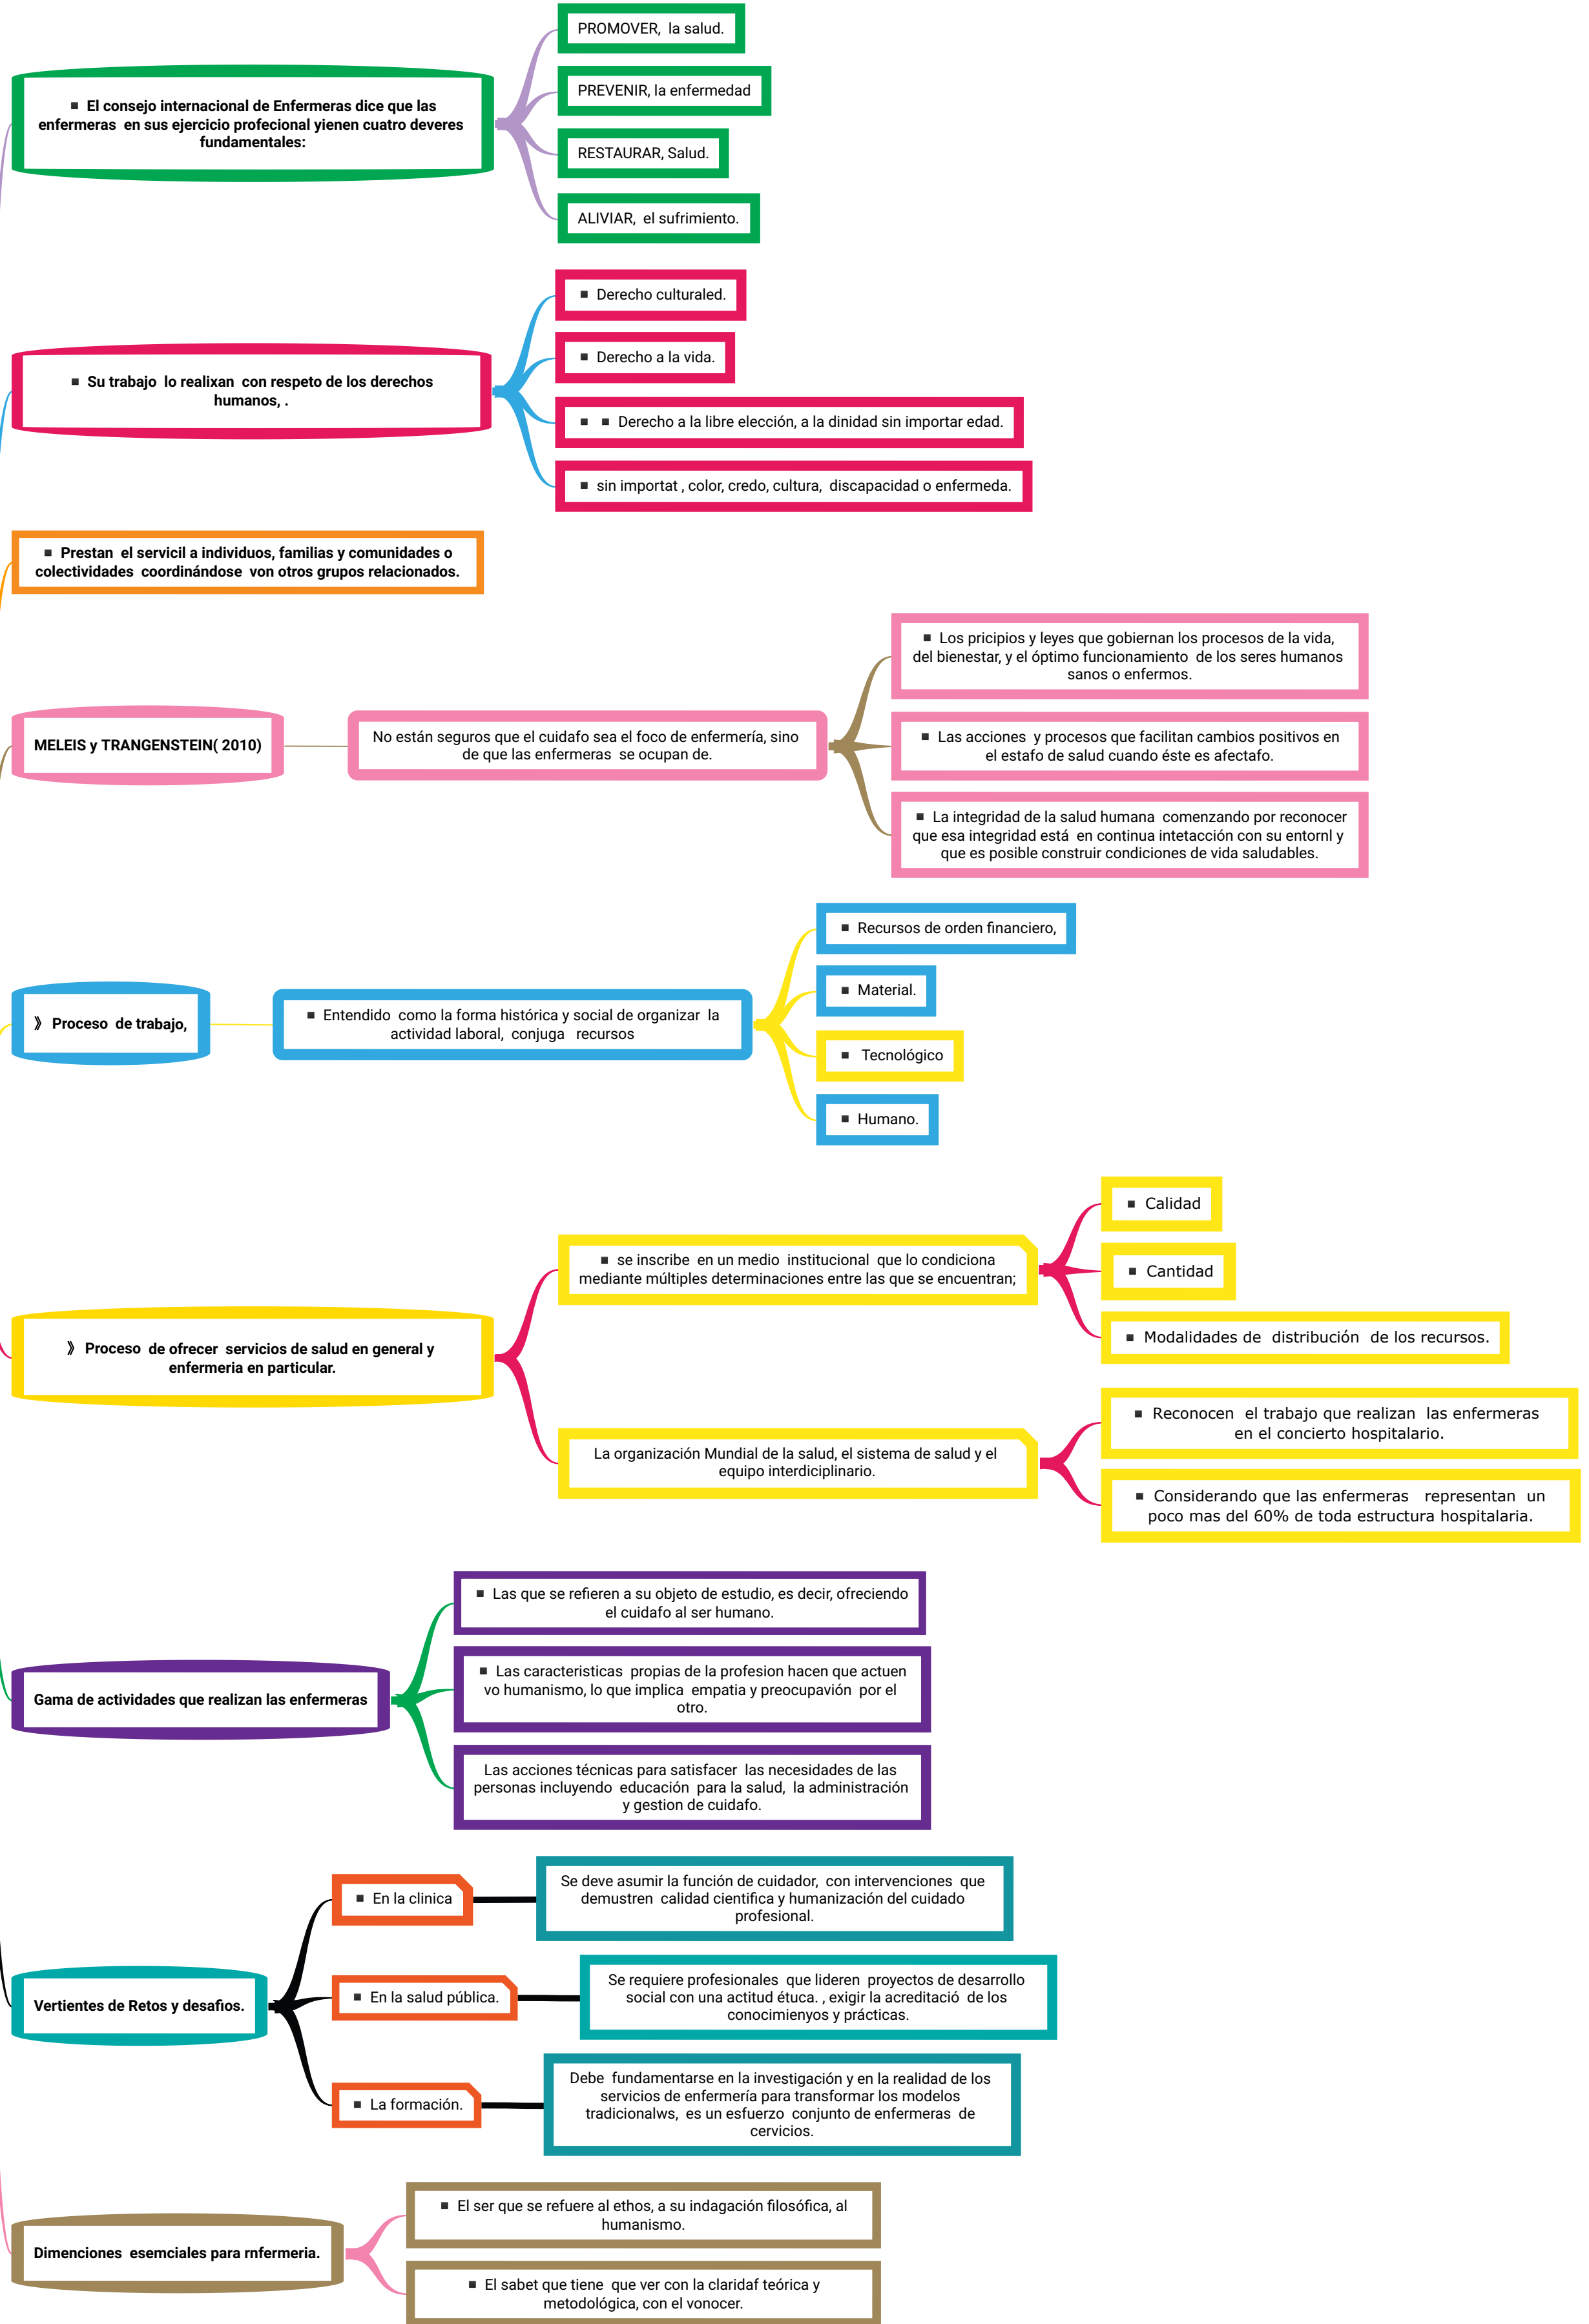 ■ El consejo internacional de Enfermeras dice que las
enfermeras en sus ejercicio profecional yienen cuatro deveres
fundamentales:
PROMOVER, la salud.
PREVENIR, la enfermedad
RESTAURAR, Salud.
ALIVIAR, el sufrimiento.
■ Su trabajo lo realixan con respeto de los derechos
humanos, .
■ Derecho culturaled.
■ Derecho a la vida.
■ ■ Derecho a la libre elección, a la dinidad sin importar edad.
■ sin importat , color, credo, cultura, discapacidad o enfermeda.
■ Prestan el servicil a individuos, familias y comunidades o
colectividades coordinándose von otros grupos relacionados.
MELEIS y TRANGENSTEIN( 2010)
No están seguros que el cuidafo sea el foco de enfermería, sino
de que las enfermeras se ocupan de.
■ Los pricipios y leyes que gobiernan los procesos de la vida,
del bienestar, y el óptimo funcionamiento de los seres humanos
sanos o enfermos.
■ Las acciones y procesos que facilitan cambios positivos en
el estafo de salud cuando éste es afectafo.
■ La integridad de la salud humana comenzando por reconocer
que esa integridad está en continua intetacción con su entornl y
que es posible construir condiciones de vida saludables.
》 Proceso de trabajo,
■ Entendido como la forma histórica y social de organizar la
actividad laboral, conjuga recursos
■ Recursos de orden financiero,
■ Material.
■ Tecnológico
■ Humano.
》 Proceso de ofrecer servicios de salud en general y
enfermeria en particular.
■ se inscribe en un medio institucional que lo condiciona
mediante múltiples determinaciones entre las que se encuentran;
■ Calidad
■ Cantidad
■ Modalidades de distribución de los recursos.
La organización Mundial de la salud, el sistema de salud y el
equipo interdiciplinario.
■ Reconocen el trabajo que realizan las enfermeras
en el concierto hospitalario.
■ Considerando que las enfermeras representan un
poco mas del 60% de toda estructura hospitalaria.
Gama de actividades que realizan las enfermeras
■ Las que se refieren a su objeto de estudio, es decir, ofreciendo
el cuidafo al ser humano.
■ Las caracteristicas propias de la profesion hacen que actuen
vo humanismo, lo que implica empatia y preocupavión por el
otro.
Las acciones técnicas para satisfacer las necesidades de las
personas incluyendo educación para la salud, la administración
y gestion de cuidafo.
Vertientes de Retos y desafios.
■ En la clinica
Se deve asumir la función de cuidador, con intervenciones que
demustren calidad cientifica y humanización del cuidado
profesional.
■ En la salud pública.
Se requiere profesionales que lideren proyectos de desarrollo
social con una actitud étuca. , exigir la acreditació de los
conocimienyos y prácticas.
■ La formación.
Debe fundamentarse en la investigación y en la realidad de los
servicios de enfermería para transformar los modelos
tradicionalws, es un esfuerzo conjunto de enfermeras de
cervicios.
Dimenciones esemciales para rnfermeria.
■ El ser que se refuere al ethos, a su indagación filosófica, al
humanismo.
■ El sabet que tiene que ver con la claridaf teórica y
metodológica, con el vonocer.